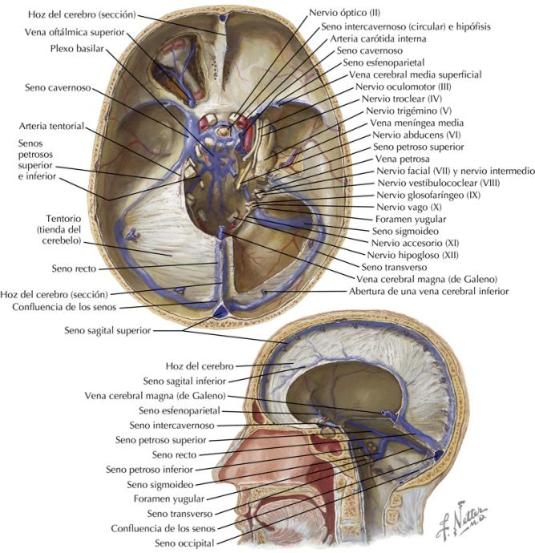 Hoz del cerebro (sección)
Vena oftálmica superior
Plexo basilar
Seno cavernoso
Arteria tentorial
Senos
petrosos
superior
e inferior
Tentorio
(tienda del
cerebelo)
Seno recto
Hoz del cerebro (sección)
Confluencia de los senos
Seno sagital superior
Nervio óptico (II)
Seno intercavernoso (circular) e hipófisis
Arteria carótida interna
Seno cavernoso
Seno esfenoparietal
Vena cerebral media superficial
Nervio oculomotor (III)
Nervio troclear (IV)
Nervio trigémino (V)
Vena meníngea media
Nervio abducens (VI)
Seno petroso superior
Vena petrosa
Nervio facial (VII) y nervio intermedio
Nervio vestibulococlear (VIII)
Nervio glosofaríngeo (IX)
Nervio vago (X)
Foramen yugular
Seno sigmoideo
Nervio accesorio (XI)
Nervio hipogloso (XII)
Seno transverso
Vena cerebral magna (de Galeno)
Abertura de una vena cerebral inferior
Hoz del cerebro
Seno sagital inferior
Vena cerebral magna (de Galeno)
Seno esfenoparietal
Seno intercavernoso
Seno petroso superior
Seno recto
Seno petroso inferior
Seno sigmoideo
Foramen yugular
Seno transverso
Confluencia de los senos
Seno occipital
F. Netter
M.D.